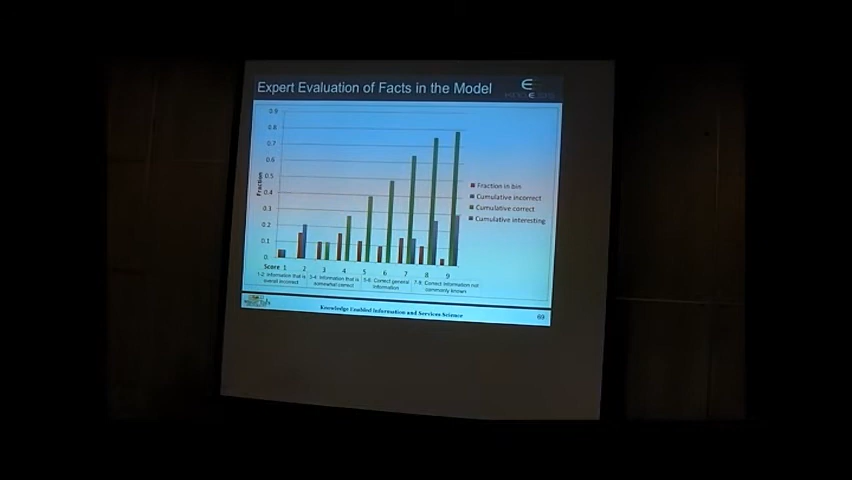 Expert Evaluation of Facts in the Model
0.9
0.8
0.7
0.6
0.5
0.4
0.3
0.2
0.1
0
Fraction
Fraction in bin
Cumulative incorrect
Cumulative correct
Cumulative interesting
Score 1 2 3 4 5 6 7 8 9
1-2: Information that is
overall incorrect
3-4: Information that is
somewhat correct
5-6: Correct general
information
7-9: Correct information not
commonly known
Knowledge Enabled Information and Services Science
60